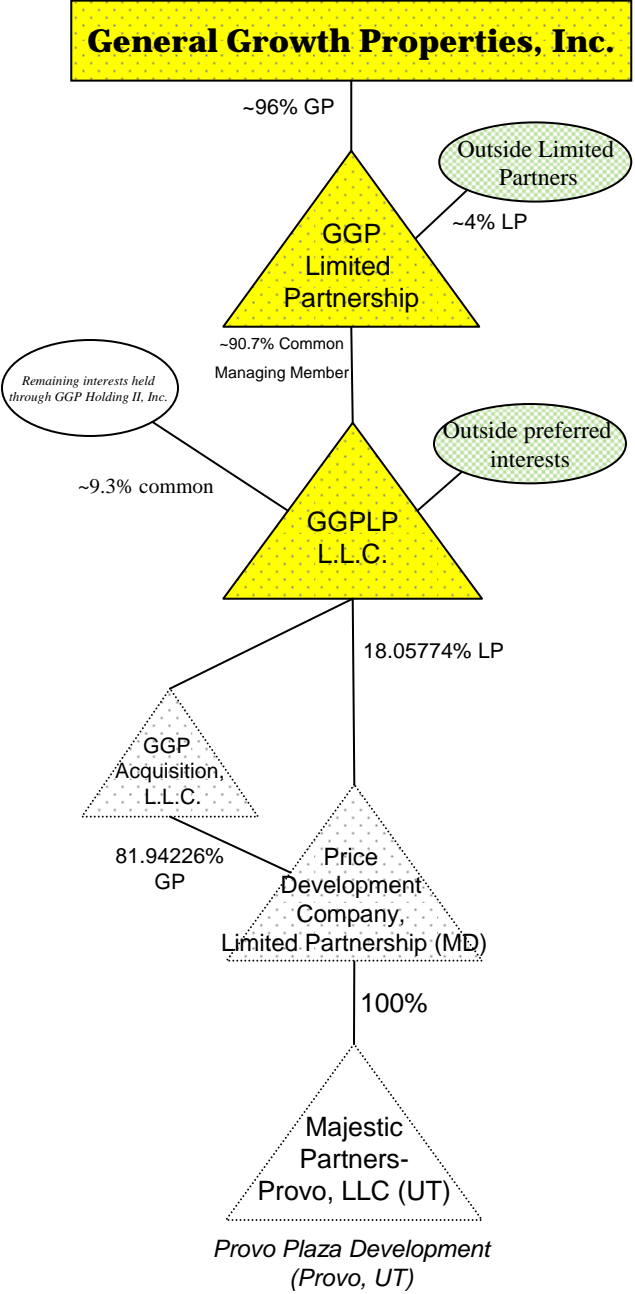 General Growth Properties, Inc.
~96% GP
Outside Limited
Partners
~4% LP
GGP
Limited
Partnership
~90.7% Common
Managing Member
Remaining interests held
through GGP Holding II, Inc.
Outside preferred
interests
~9.3% common
GGPLP
L.L.C.
18.05774% LP
GGP
Acquisition,
L.L.C.
81.94226%
GP
Price
Development
Company,
Limited Partnership (MD)
100%
Majestic
Partners-
Provo, LLC (UT)
Provo Plaza Development
(Provo, UT)